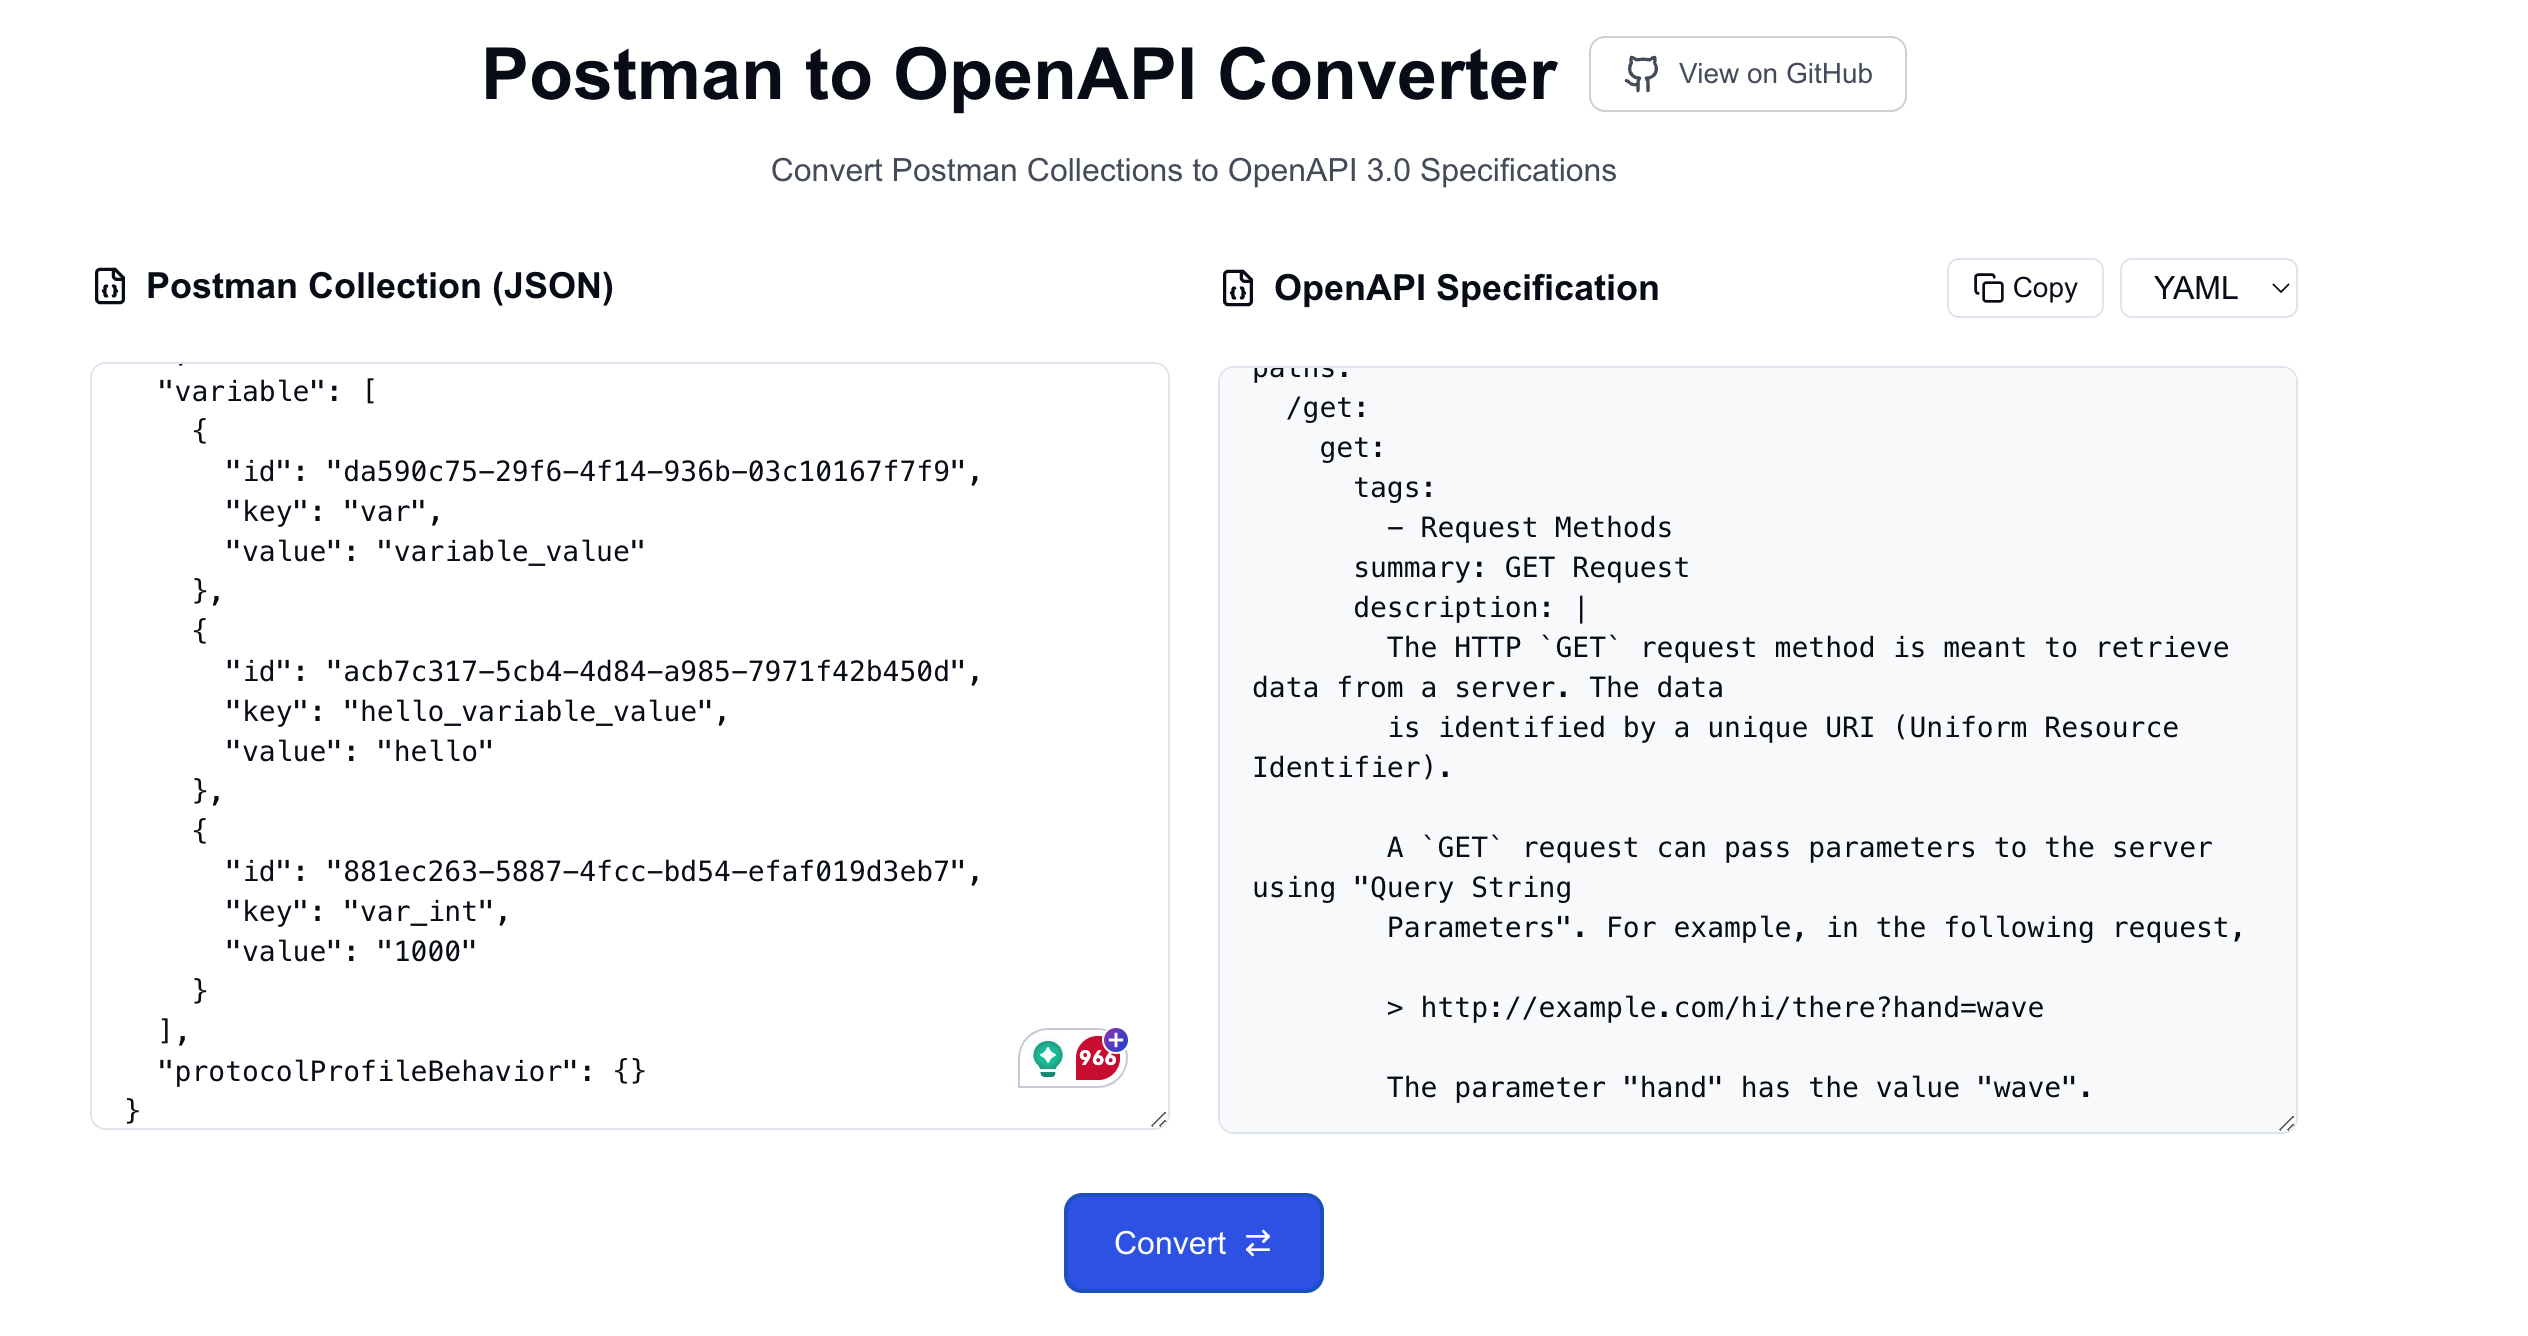 Postman to OpenAPI Converter
View on GitHub
Convert Postman Collections to OpenAPI 3.0 Specifications
Postman Collection (JSON)
"variable": [
{
"id": "da590c75-29f6-4f14-936b-03c10167f7f9",
"key": "var",
"value": "variable_value"
},
{
"id": "acb7c317-5cb4-4d84-a985-7971f42b450d",
"key": "hello_variable_value",
"value": "hello"
},
{
"id": "881ec263-5887-4fcc-bd54-efaf019d3eb7",
"key": "var_int",
"value": "1000"
}
],
"protocolProfileBehavior": {}
}
966
OpenAPI Specification
Copy
YAML
paths:
/get:
get:
tags:
- Request Methods
summary: GET Request
description: |
The HTTP `GET` request method is meant to retrieve
data from a server. The data
is identified by a unique URI (Uniform Resource
Identifier).
A `GET` request can pass parameters to the server
using "Query String
Parameters". For example, in the following request,
> http://example.com/hi/there?hand=wave
The parameter "hand" has the value "wave".
Convert